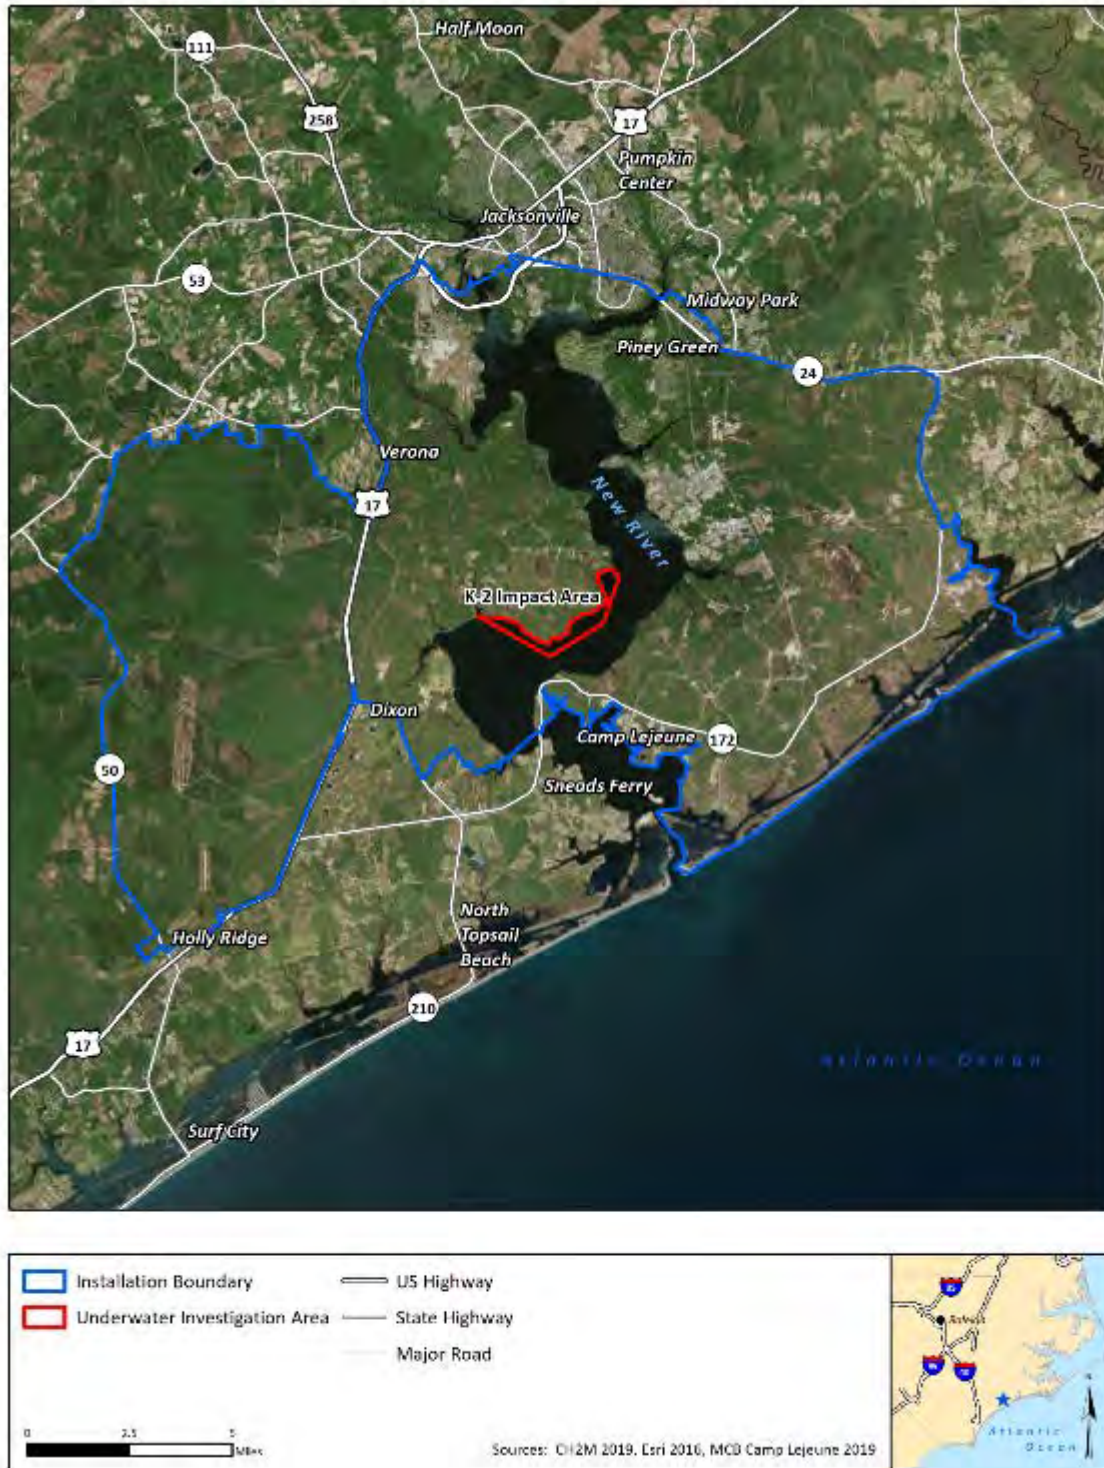 Half Moon
111
258
17
Pumpkin
Center
Jacksonville
53
Midway Park
Piney Green
24
Verona
17
New River
K-2 Impact Area
Dixon
Camp Lejeune
172
50
Sneads Ferry
North
Topsail
Beach
Holly Ridge
210
17
Atlantic Ocean
Surf City
Installation Boundary
US Highway
Underwater Investigation Area
State Highway
Major Road
0
2.5
5
Miles
Sources: CH2M 2019, Esri 2016, MCB Camp Lejeune 2019
Raleigh
Atlantic
Ocean
N